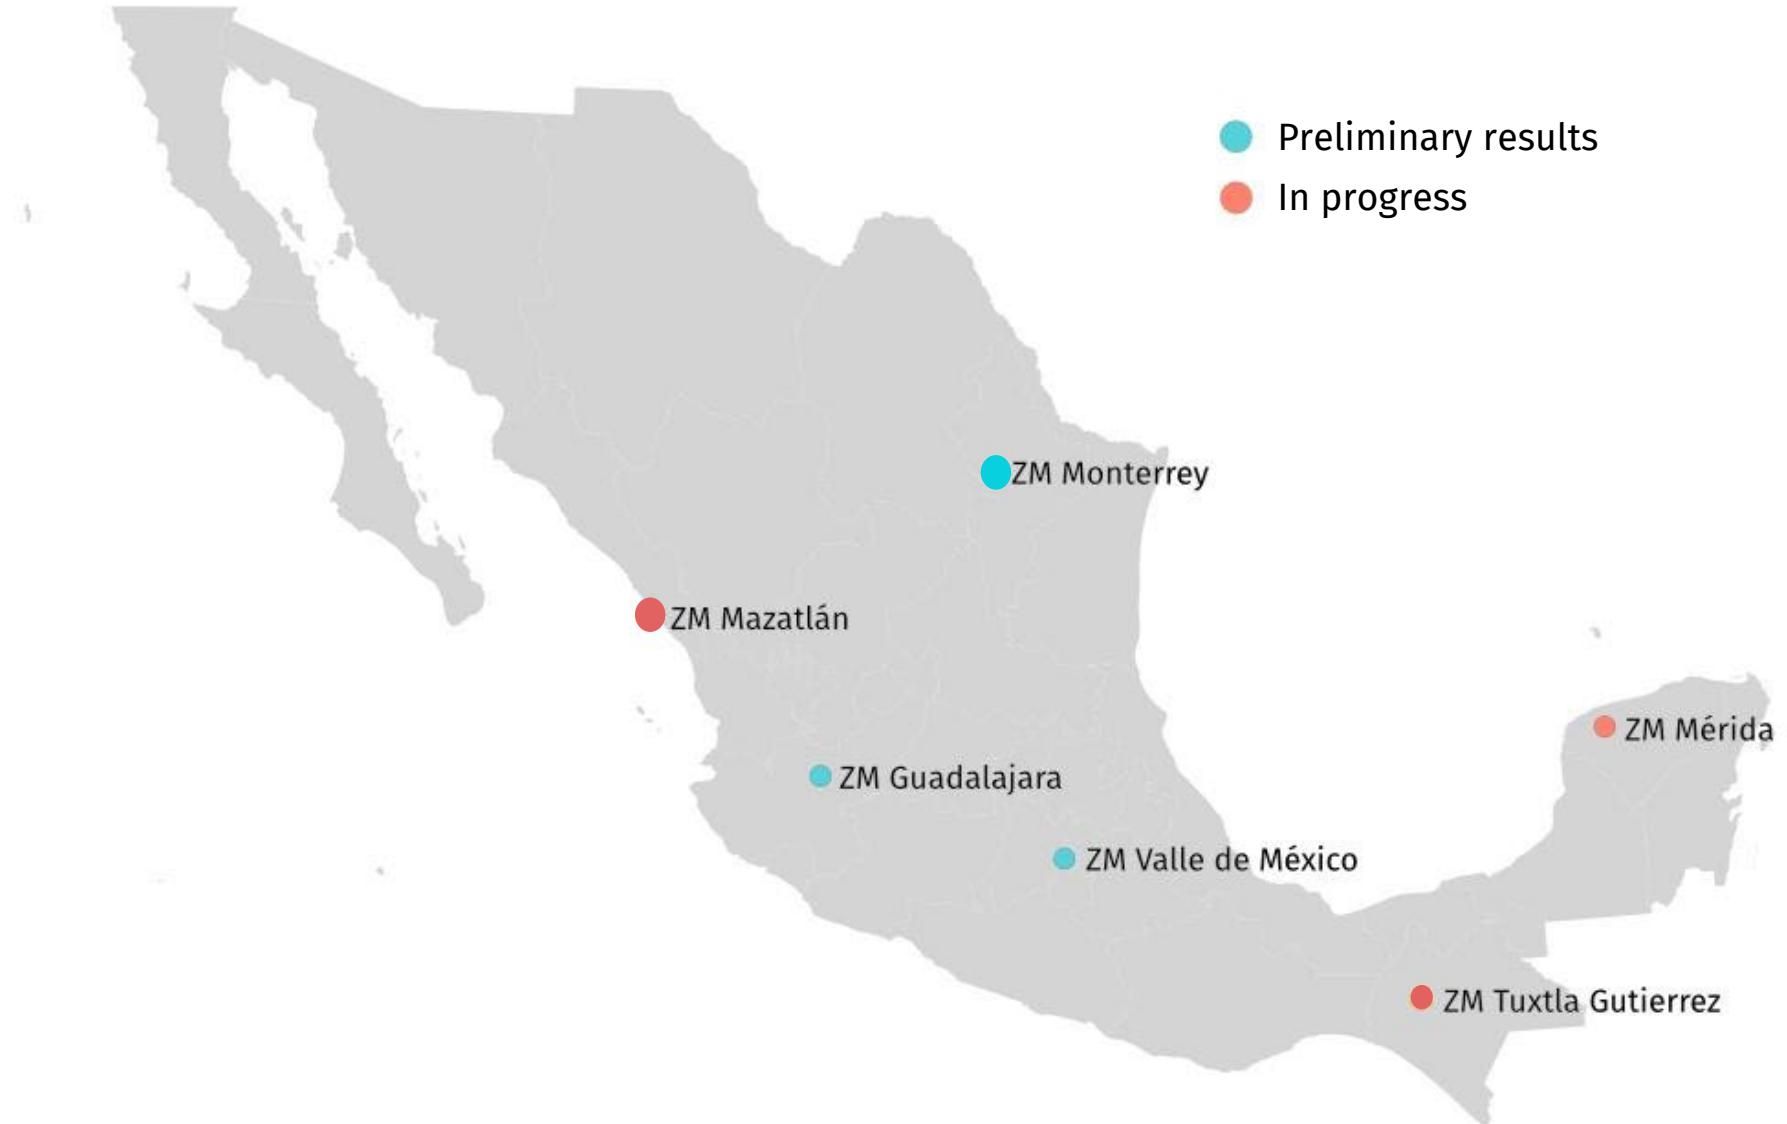 Preliminary results
In progress
ZM Monterrey
ZM Mazatlán
ZM Mérida
ZM Guadalajara
ZM Valle de México
ZM Tuxtla Gutierrez